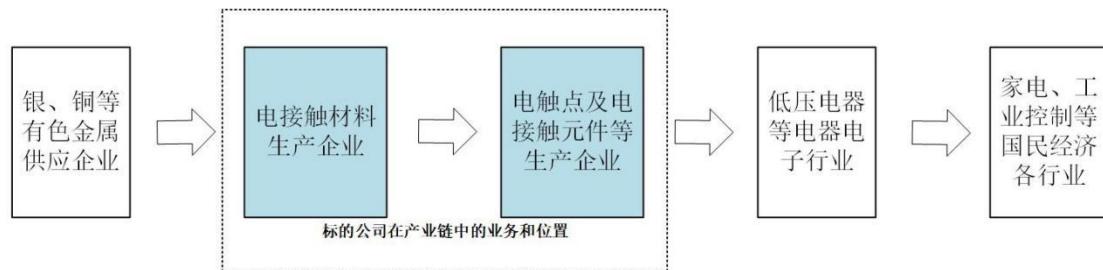 银、铜等
有色金属
供应企业
电接触材料
生产企业
电触点及电
接触元件等
生产企业
低压电器
等电器电
子行业
家电、工
业控制等
国民经济
各行业
标的公司在产业链中的业务和位置